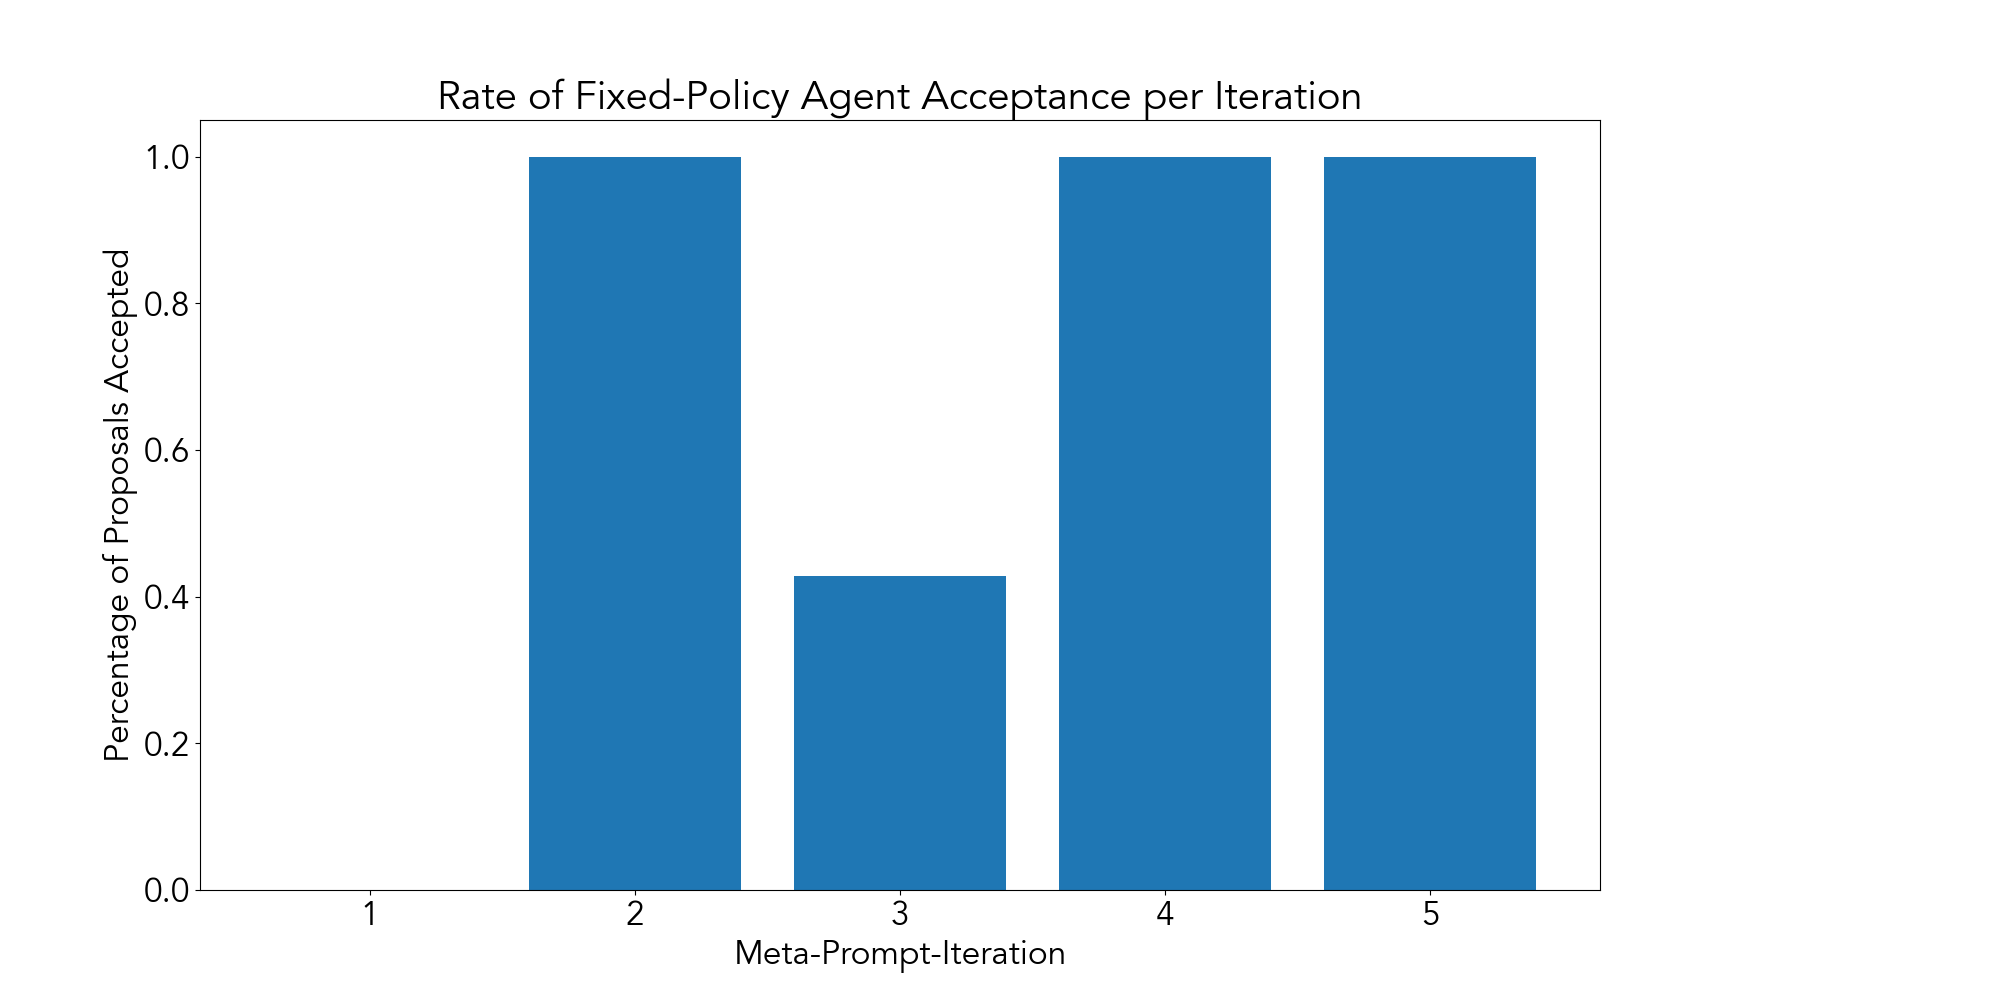 Rate of Fixed-Policy Agent Acceptance per Iteration
Percentage of Proposals Accepted
1.0
0.8
0.6
0.4
0.2
0.0
1 2 3 4 5
Meta-Prompt-Iteration